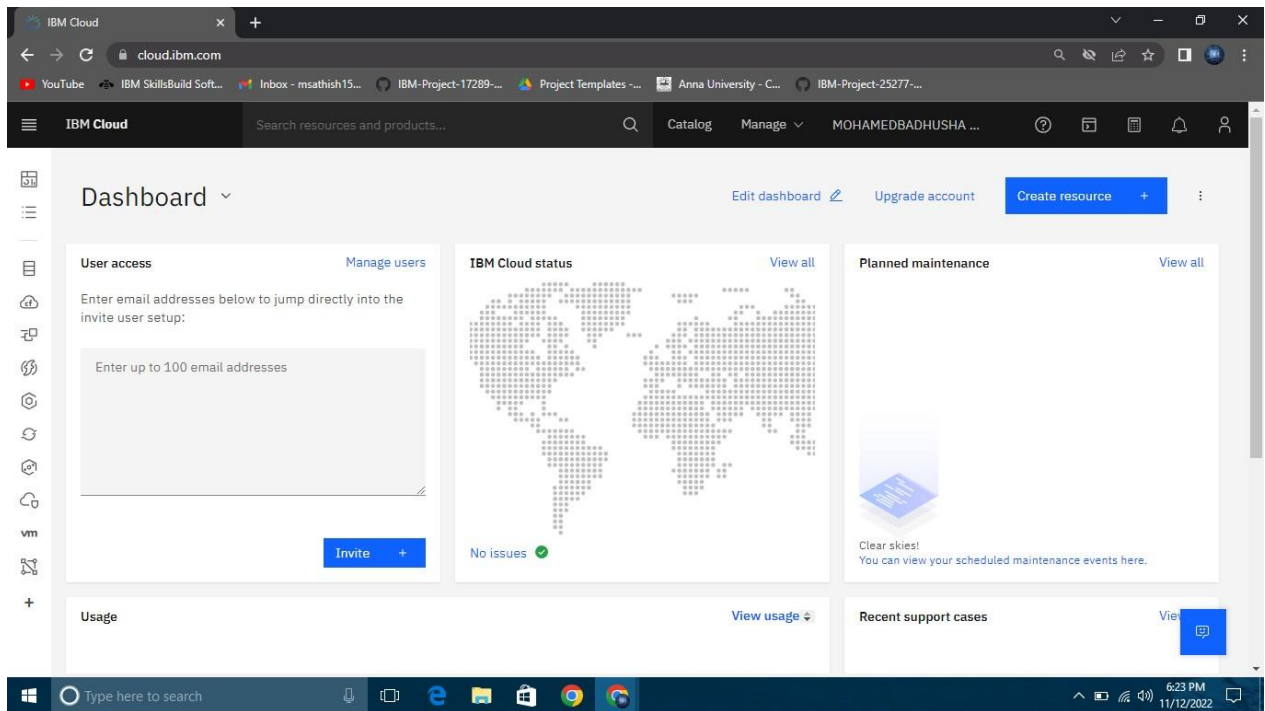 IBM Cloud
cloud.ibm.com
YouTube IBM SkillsBuild Soft... Inbox - msathish15... IBM-Project-17289-... Project Templates -... Anna University - C... IBM-Project-25277-...
IBM Cloud Search resources and products... Catalog Manage MOHAMEDBADHUSHA ...
Dashboard Edit dashboard Upgrade account Create resource +
User access Manage users
Enter email addresses below to jump directly into the
invite user setup:
Enter up to 100 email addresses
Invite +
IBM Cloud status View all
No issues
Planned maintenance View all
Clear skies!
You can view your scheduled maintenance events here.
vm
Usage View usage
Recent support cases
Type here to search
6:23 PM
11/12/2022